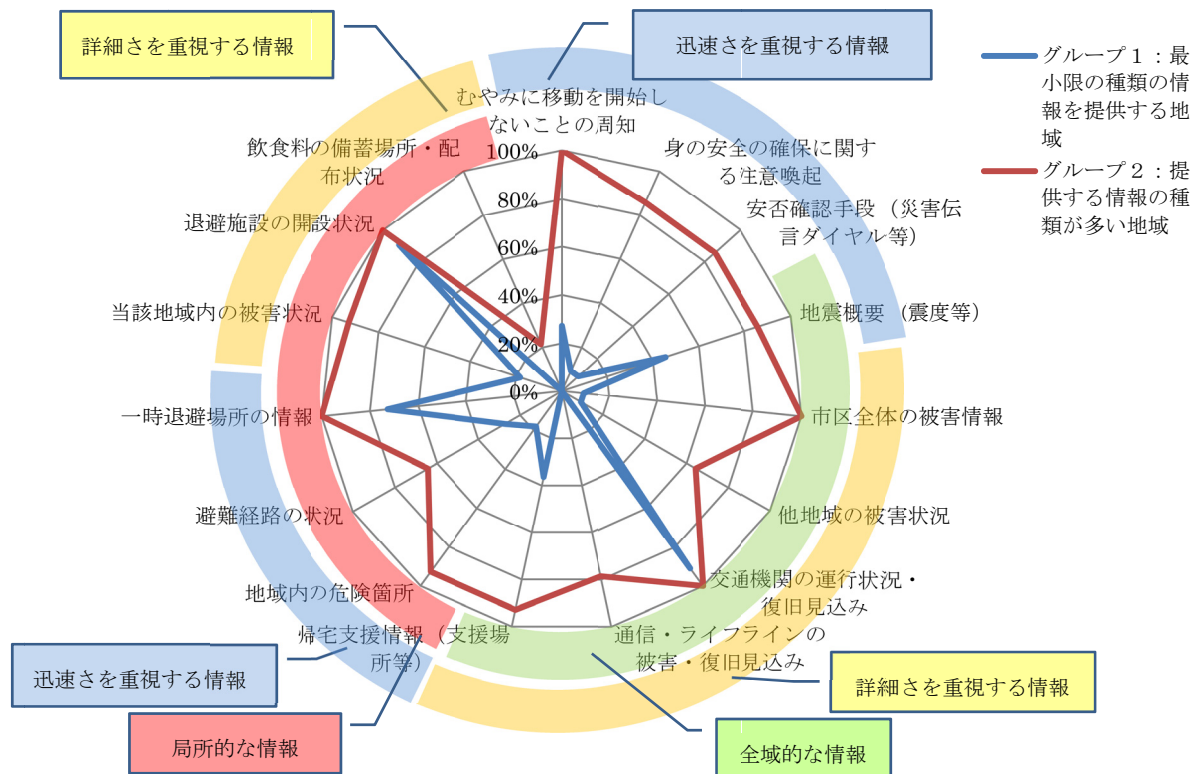 詳細さを重視する情報
迅速さを重視する情報
グループ１：最
小限の種類の情
報を提供する地
域
グループ２：提
供する情報の種
類が多い地域
むやみに移動を開始し
ないことの周知
身の安全の確保に関す
る注意喚起
安否確認手段（災害伝
言ダイヤル等）
地震概要（震度等）
市区全体の被害情報
他地域の被害状況
交通機関の運行状況・
復旧見込み
通信・ライフラインの
被害・復旧見込み
帰宅支援情報（支援場
所等）
地域内の危険箇所
避難経路の状況
一時退避場所の情報
当該地域内の被害状況
退避施設の開設状況
飲食料の備蓄場所・配
布状況
100%
80%
60%
40%
20%
0%
迅速さを重視する情報
局所的な情報
詳細さを重視する情報
全域的な情報